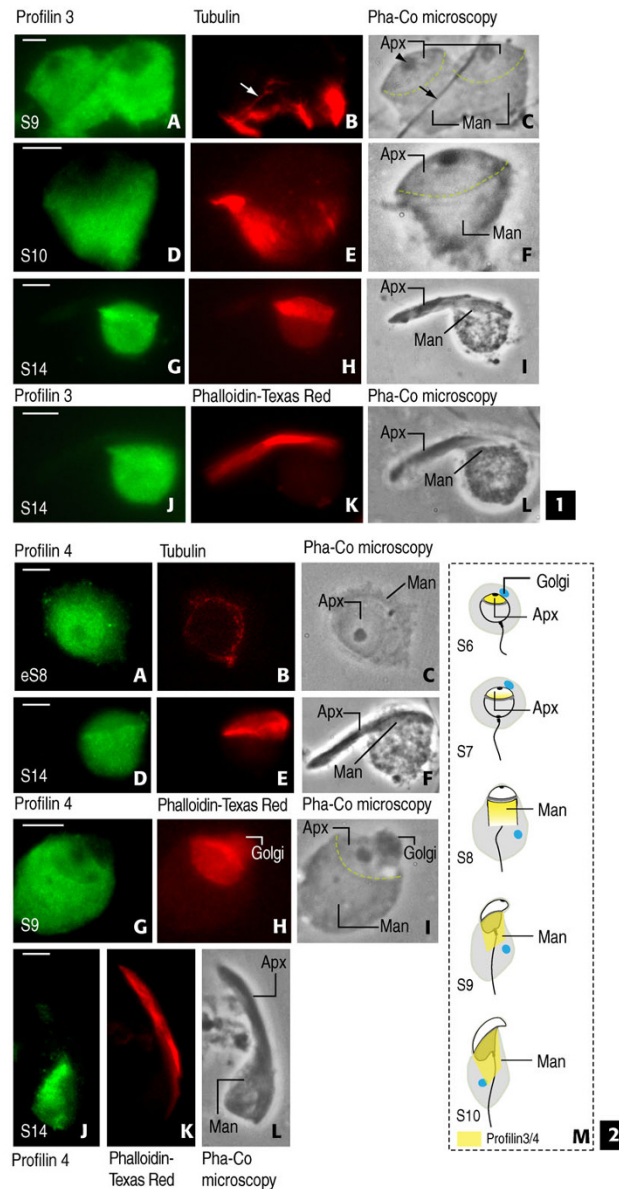 Profilin 3 Tubulin Pha-Co microscopy
Apx
S9 A B Man C
Apx
Man
S10 D E F
Apx
Man
S14 G H I
Profilin 3 Phalloidin-Texas Red Pha-Co microscopy
Apx
Man
S14 J K L 1
Profilin 4 Tubulin Pha-Co microscopy
Man
Apx
eS8 A B C
Apx
Man
S14 D E F
Profilin 4 Phalloidin-Texas Red Pha-Co microscopy
Apx
Golgi Golgi
Man
S9 G H I
Apx
Man
S14 J K L
Profilin 4 Phalloidin-Texas Red Pha-Co microscopy
Golgi
Apx
S6
Apx
S7
Man
S8
Man
S9
Man
S10
Profilin3/4 M 2